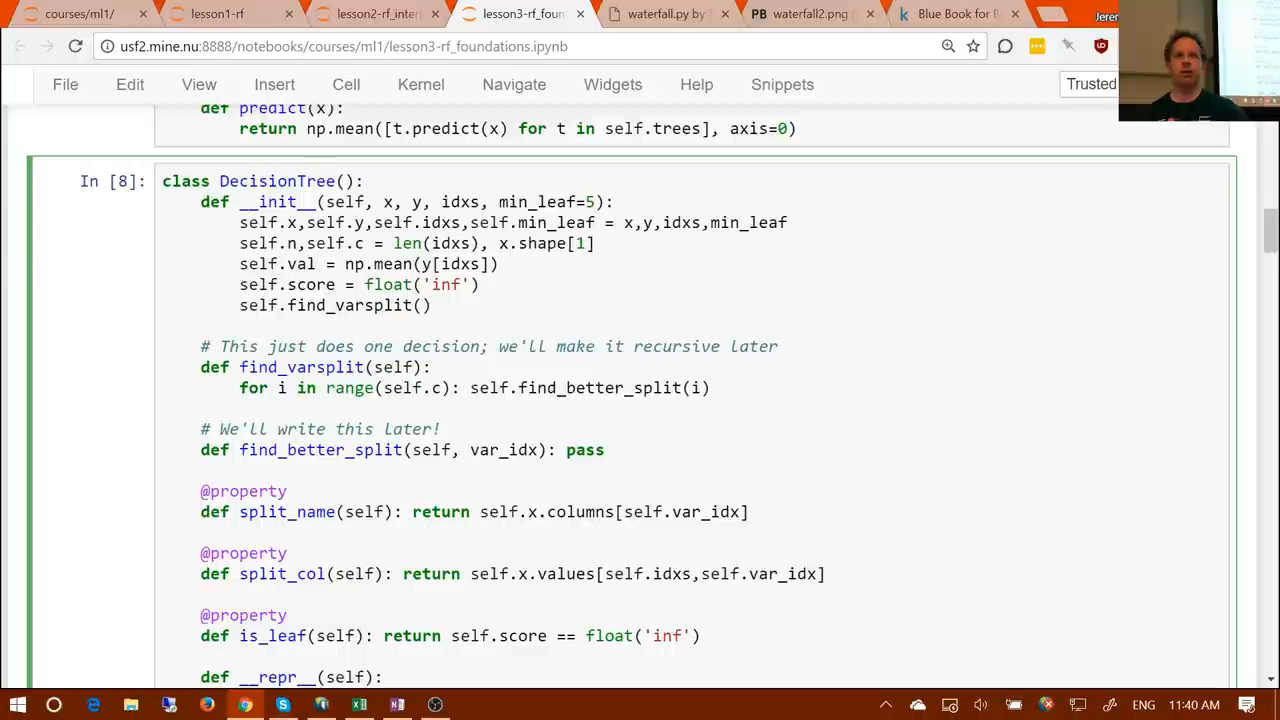 courses/ml1/
lesson1-rf
lesson2-rf_inter
lesson3-rf_foun
waterfall.py by
PB waterfall2.png
Blue Book for
Jerem
usf2.mine.nu:8888/notebooks/courses/ml1/lesson3-rf_foundations.ipynb
File Edit View Insert Cell Kernel Navigate Widgets Help Snippets
Trusted
def predict(x):
return np.mean([t.predict(x) for t in self.trees], axis=0)
In [8]: class DecisionTree():
def __init__(self, x, y, idxs, min_leaf=5):
self.x,self.y,self.idxs,self.min_leaf = x,y,idxs,min_leaf
self.n,self.c = len(idxs), x.shape[1]
self.val = np.mean(y[idxs])
self.score = float('inf')
self.find_varsplit()
# This just does one decision; we'll make it recursive later
def find_varsplit(self):
for i in range(self.c): self.find_better_split(i)
# We'll write this later!
def find_better_split(self, var_idx): pass
@property
def split_name(self): return self.x.columns[self.var_idx]
@property
def split_col(self): return self.x.values[self.idxs,self.var_idx]
@property
def is_leaf(self): return self.score == float('inf')
def __repr__(self):
ENG 11:40 AM